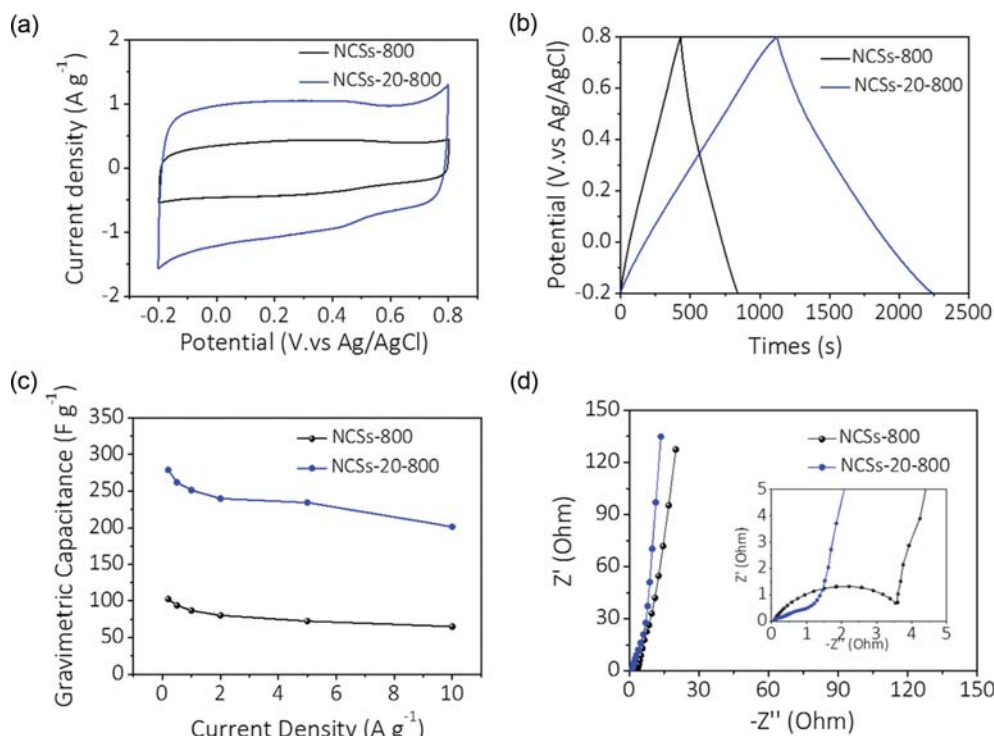 (a)
2
1
0
-1
-2
Current density (A g-1)
NCSs-800
NCSs-20-800
-0.2 0.0 0.2 0.4 0.6 0.8
Potential (V.vs Ag/AgCl)
(b)
0.8
0.4
0.0
-0.2
Potential (V.vs Ag/AgCl)
NCSs-800
NCSs-20-800
0 500 1000 1500 2000 2500
Times (s)
(c)
350
300
250
200
150
100
50
0
Gravimetric Capacitance (F g-1)
NCSs-800
NCSs-20-800
0 2 4 6 8 10
Current Density (A g-1)
(d)
150
120
90
60
30
0
Z' (Ohm)
NCSs-800
NCSs-20-800
5
4
3
2
1
0
Z' (Ohm)
0 1 2 3 4 5
-Z'' (Ohm)
0 30 60 90 120 150
-Z'' (Ohm)